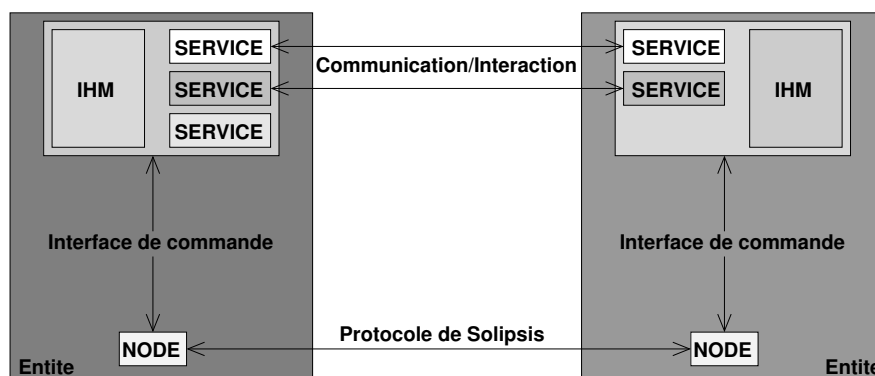 SERVICE
SERVICE
Communication/Interaction
IHM
SERVICE
SERVICE
IHM
SERVICE
Interface de commande
Interface de commande
Protocole de Solipsis
NODE
NODE
Entite
Entite